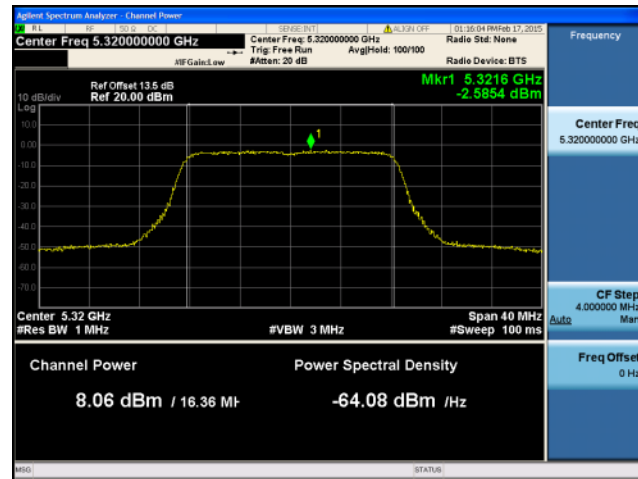 Agilent Spectrum Analyzer - Channel Power
RL RF 50 Ω DC SENSE:INT ALIGN OFF 01:16:04 PMFeb 17, 2015
Center Freq 5.320000000 GHz
Center Freq: 5.320000000 GHz
Radio Std: None
Trig: Free Run Avg|Hold: 100/100
#IFGain:Low #Atten: 20 dB Radio Device: BTS
Ref Offset 13.5 dB
10 dB/div Ref 20.00 dBm
Mkr1 5.3216 GHz
-2.5854 dBm
Log
10.0
0.00
1
-10.0
-20.0
-30.0
-40.0
-50.0
-60.0
-70.0
Center 5.32 GHz Span 40 MHz
#Res BW 1 MHz #VBW 3 MHz #Sweep 100 ms
Channel Power Power Spectral Density
8.06 dBm / 16.36 MH -64.08 dBm /Hz
MSG STATUS
Frequency
Center Freq
5.320000000 GHz
CF Step
4.000000 MHz
Auto Man
Freq Offset
0 Hz